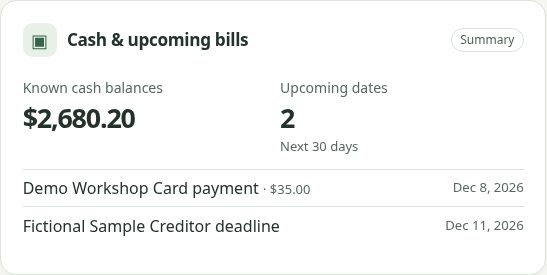 Cash & upcoming bills
Summary
Known cash balances
$2,680.20
Upcoming dates
2
Next 30 days
Demo Workshop Card payment · $35.00
Dec 8, 2026
Fictional Sample Creditor deadline
Dec 11, 2026